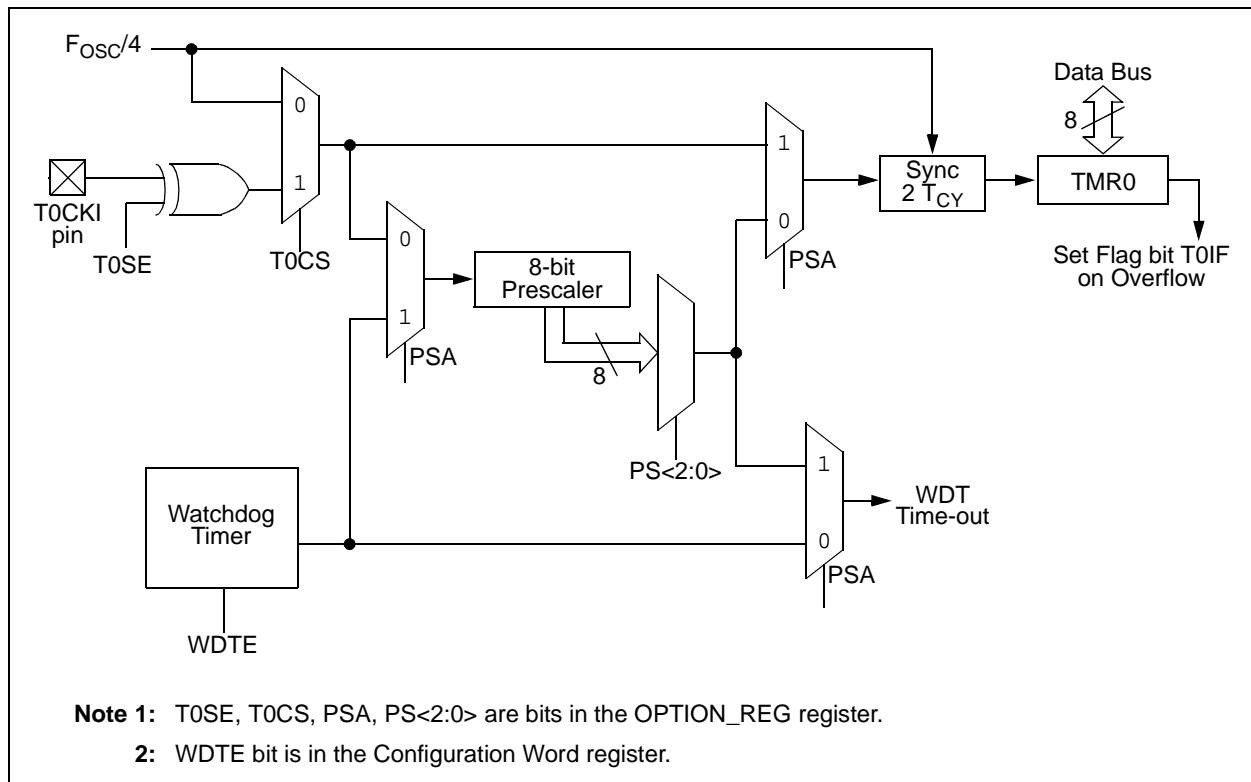 FOSC/4
Data Bus
8
0
1
T0CKI
pin
T0SE
T0CS
1
0
PSA
Sync
2 TCY
TMR0
Set Flag bit T0IF
on Overflow
0
1
PSA
8-bit
Prescaler
8
PS<2:0>
Watchdog
Timer
WDTE
1
0
PSA
WDT
Time-out
Note 1: T0SE, T0CS, PSA, PS<2:0> are bits in the OPTION_REG register.
2: WDTE bit is in the Configuration Word register.